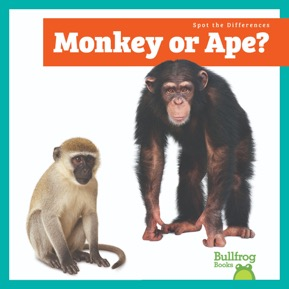 Spot the Differences
Monkey or Ape?
Bullfrog
Books